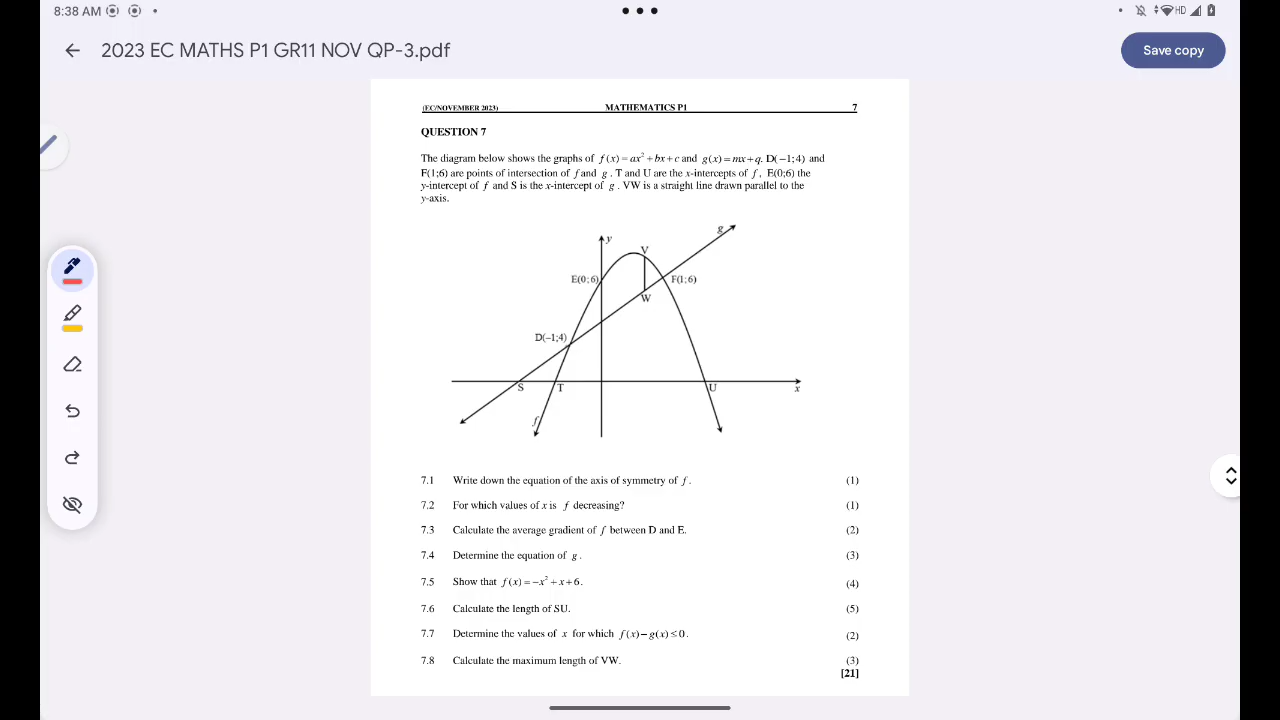 8:38 AM
HD
2023 EC MATHS P1 GR11 NOV QP-3.pdf
Save copy
(EC/NOVEMBER 2023) MATHEMATICS P1 7
QUESTION 7
The diagram below shows the graphs of f(x) = ax² + bx + c and g(x) = mx + q. D(−1;4) and
F(1;6) are points of intersection of f and g. T and U are the x-intercepts of f, E(0;6) the
y-intercept of f and S is the x-intercept of g. VW is a straight line drawn parallel to the
y-axis.
g
y
V
E(0;6) F(1;6)
W
D(−1;4)
S T U x
f
7.1 Write down the equation of the axis of symmetry of f. (1)
7.2 For which values of x is f decreasing? (1)
7.3 Calculate the average gradient of f between D and E. (2)
7.4 Determine the equation of g. (3)
7.5 Show that f(x) = −x² + x + 6. (4)
7.6 Calculate the length of SU. (5)
7.7 Determine the values of x for which f(x) − g(x) ≤ 0. (2)
7.8 Calculate the maximum length of VW. (3)
[21]